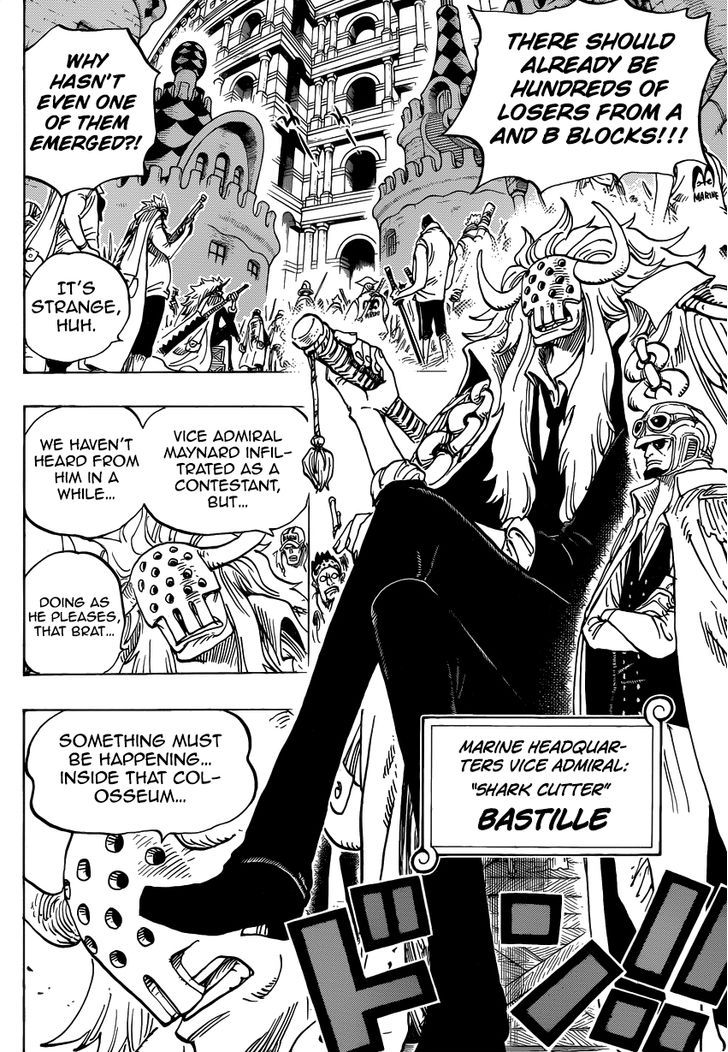 WHY
HASN'T
EVEN ONE
OF THEM
EMERGED?!
THERE SHOULD
ALREADY BE
HUNDREDS OF
LOSERS FROM A
AND B BLOCKS!!!
MARINE
IT'S
STRANGE,
HUH.
WE HAVEN'T
HEARD FROM
HIM IN A
WHILE...
VICE ADMIRAL
MAYNARD INFIL-
TRATED AS A
CONTESTANT,
BUT...
DOING AS
HE PLEASES,
THAT BRAT...
SOMETHING MUST
BE HAPPENING...
INSIDE THAT COL-
OSSEUM...
MARINE HEADQUAR-
TERS VICE ADMIRAL:
"SHARK CUTTER"
BASTILLE
ドドン!!